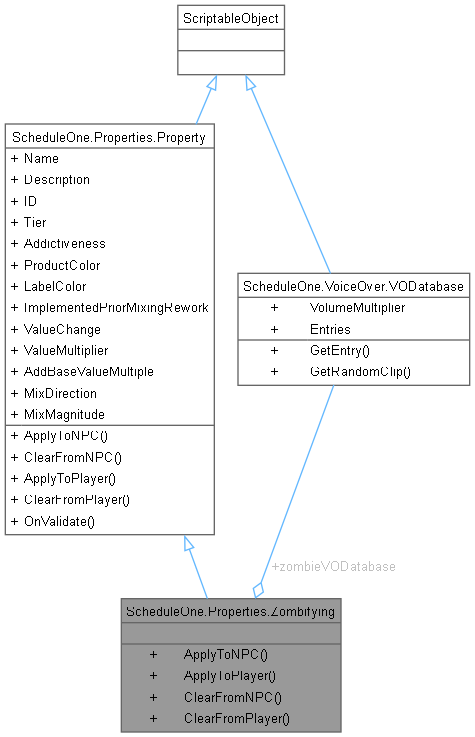 ScriptableObject
ScheduleOne.Properties.Property
+ Name
+ Description
+ ID
+ Tier
+ Addictiveness
+ ProductColor
+ LabelColor
+ ImplementedPriorMixingRework
+ ValueChange
+ ValueMultiplier
+ AddBaseValueMultiple
+ MixDirection
+ MixMagnitude
+ ApplyToNPC()
+ ClearFromNPC()
+ ApplyToPlayer()
+ ClearFromPlayer()
+ OnValidate()
ScheduleOne.VoiceOver.VODatabase
+ VolumeMultiplier
+ Entries
+ GetEntry()
+ GetRandomClip()
+zombieVODatabase
ScheduleOne.Properties.Zombifying
+ ApplyToNPC()
+ ApplyToPlayer()
+ ClearFromNPC()
+ ClearFromPlayer()